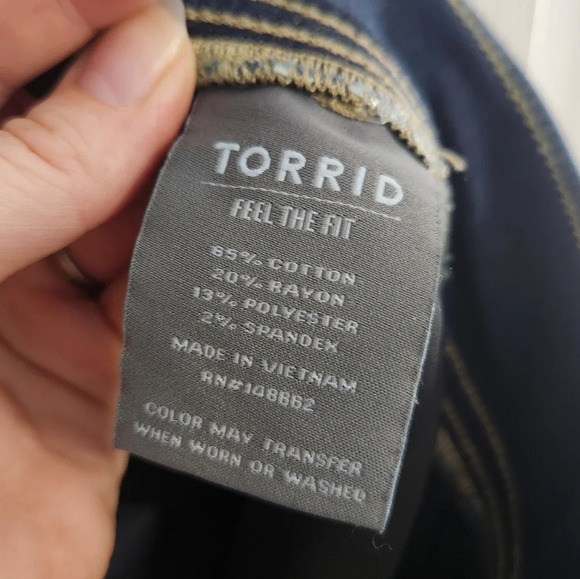 TORRID
FEEL THE FIT
65% COTTON
20% RAYON
13% POLYESTER
2% SPANDEX
MADE IN VIETNAM
RN#148862
COLOR MAY TRANSFER
WHEN WORN OR WASHED